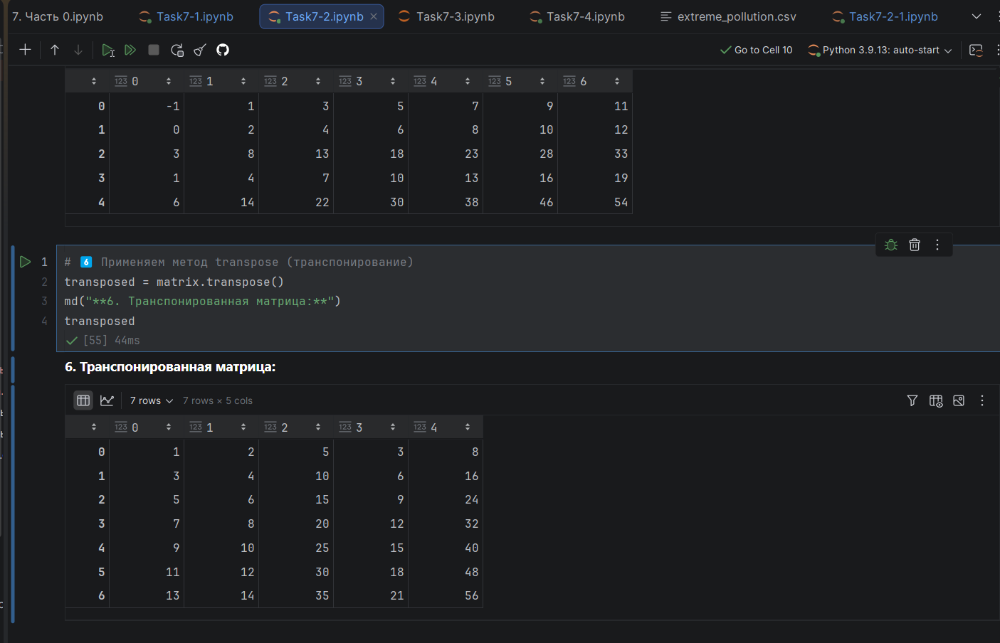 7. Часть 0.ipynb Task7-1.ipynb Task7-2.ipynb Task7-3.ipynb Task7-4.ipynb extreme_pollution.csv Task7-2-1.ipynb
Go to Cell 10 Python 3.9.13: auto-start
123 0 123 1 123 2 123 3 123 4 123 5 123 6
0 -1 1 3 5 7 9 11
1 0 2 4 6 8 10 12
2 3 8 13 18 23 28 33
3 1 4 7 10 13 16 19
4 6 14 22 30 38 46 54
1 # 6 Применяем метод transpose (транспонирование)
2 transposed = matrix.transpose()
3 md("**6. Транспонированная матрица:**")
4 transposed
[55] 44ms
6. Транспонированная матрица:
7 rows 7 rows × 5 cols
123 0 123 1 123 2 123 3 123 4
0 1 2 5 3 8
1 3 4 10 6 16
2 5 6 15 9 24
3 7 8 20 12 32
4 9 10 25 15 40
5 11 12 30 18 48
6 13 14 35 21 56